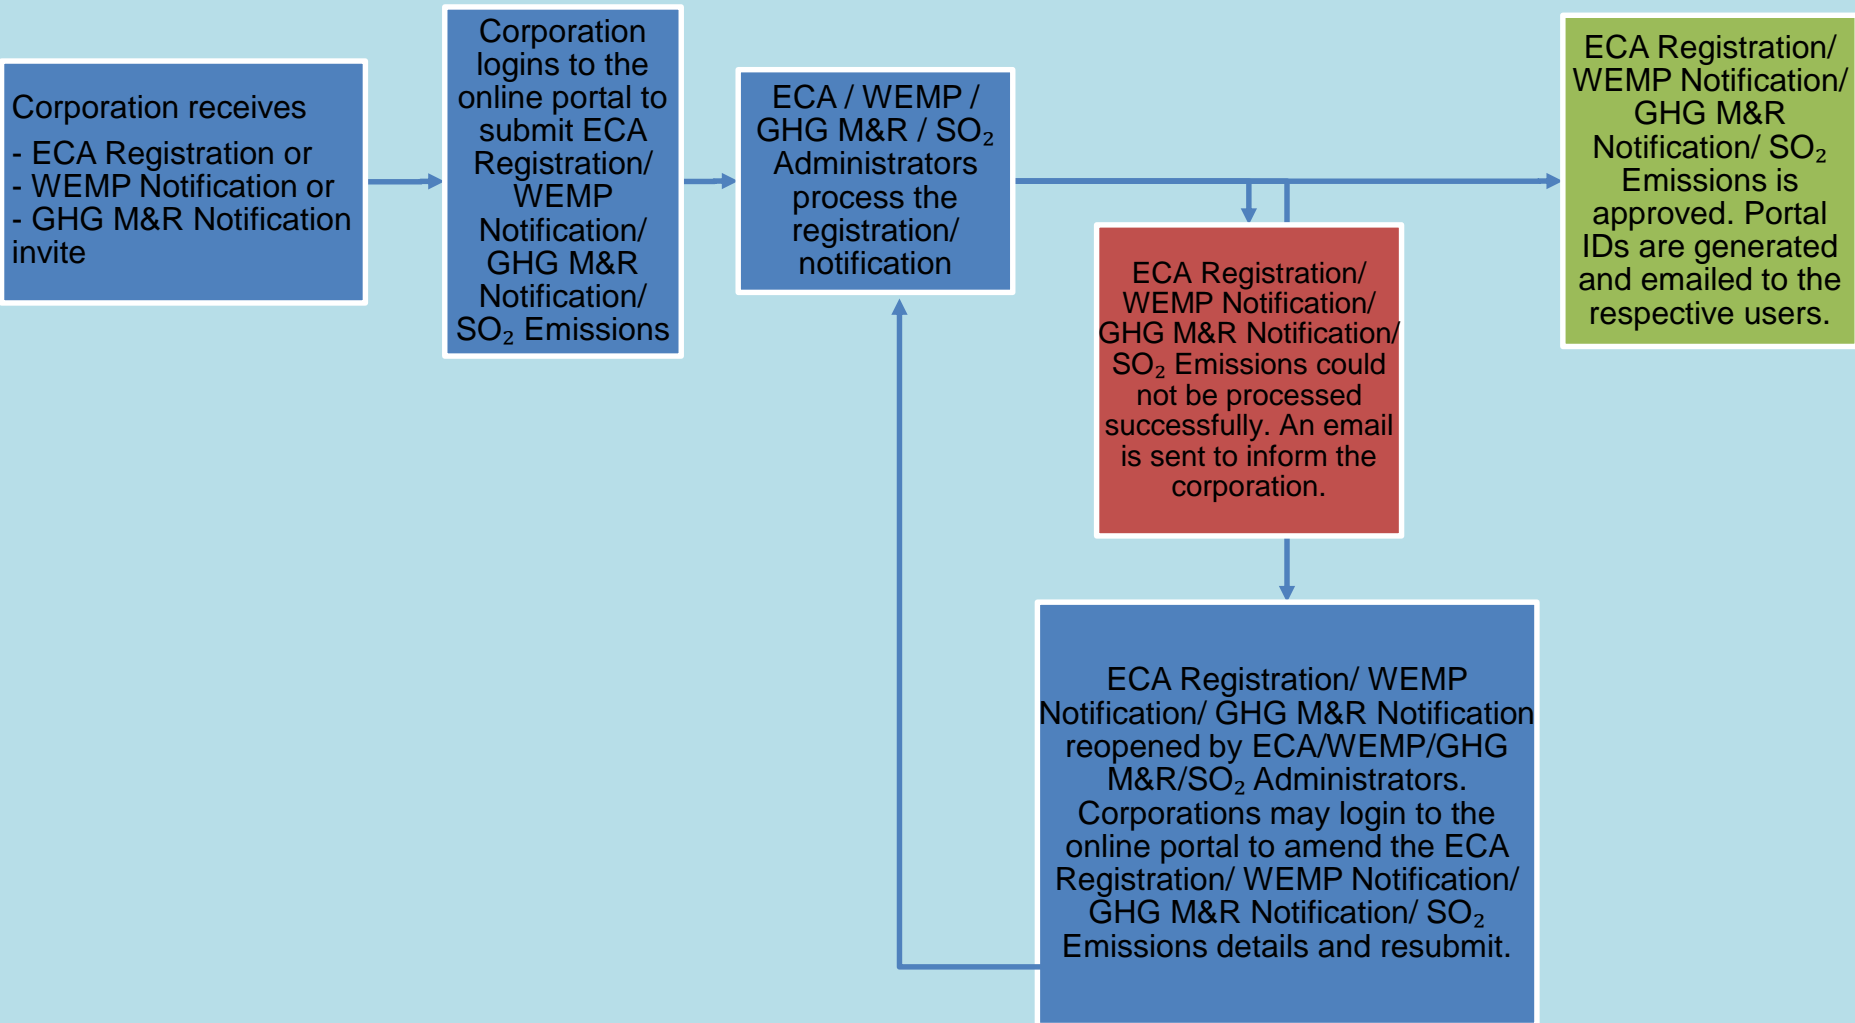 Corporation receives
- ECA Registration or
- WEMP Notification or
- GHG M&R Notification
invite
Corporation
logins to the
online portal to
submit ECA
Registration/
WEMP
Notification/
GHG M&R
Notification/
SO₂ Emissions
ECA / WEMP /
GHG M&R / SO₂
Administrators
process the
registration/
notification
ECA Registration/
WEMP Notification/
GHG M&R
Notification/ SO₂
Emissions is
approved. Portal
IDs are generated
and emailed to the
respective users.
ECA Registration/
WEMP Notification/
GHG M&R Notification/
SO₂ Emissions could
not be processed
successfully. An email
is sent to inform the
corporation.
ECA Registration/ WEMP
Notification/ GHG M&R Notification
reopened by ECA/WEMP/GHG
M&R/SO₂ Administrators.
Corporations may login to the
online portal to amend the ECA
Registration/ WEMP Notification/
GHG M&R Notification/ SO₂
Emissions details and resubmit.